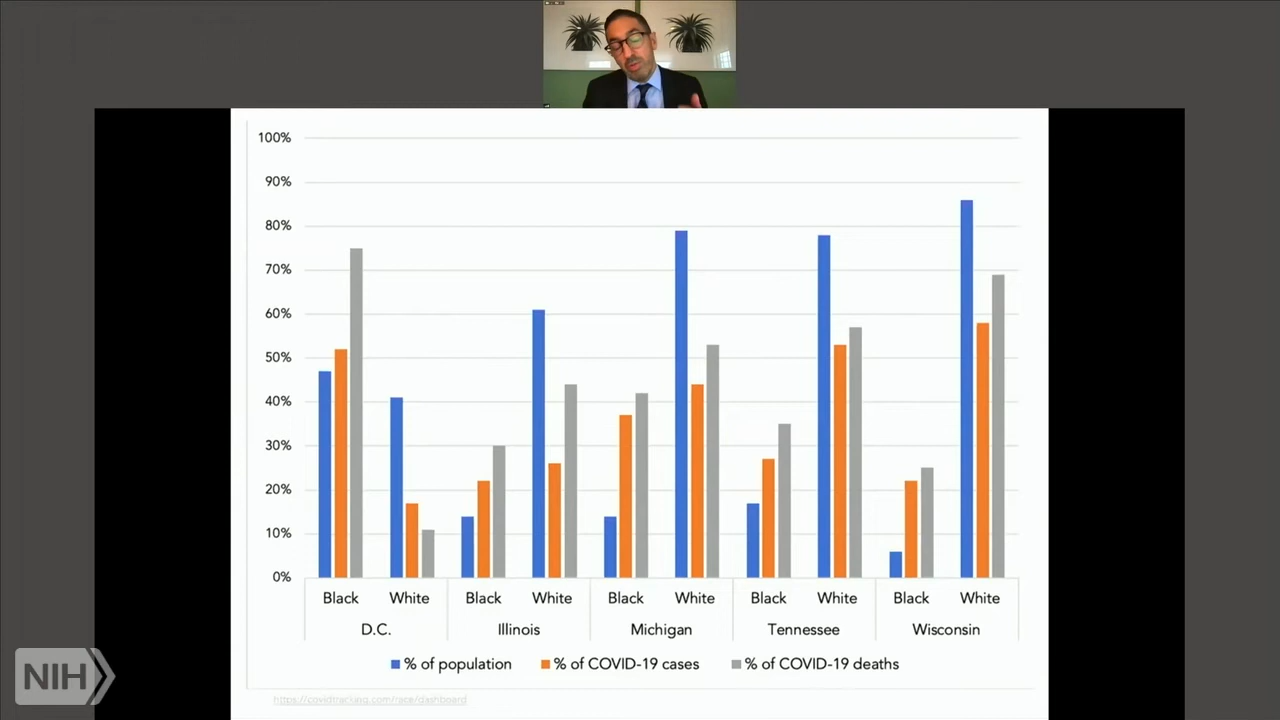 100%
90%
80%
70%
60%
50%
40%
30%
20%
10%
0%
Black White Black White Black White Black White Black White
D.C. Illinois Michigan Tennessee Wisconsin
% of population % of COVID-19 cases % of COVID-19 deaths
NIH
https://covidtracking.com/race/dashboard